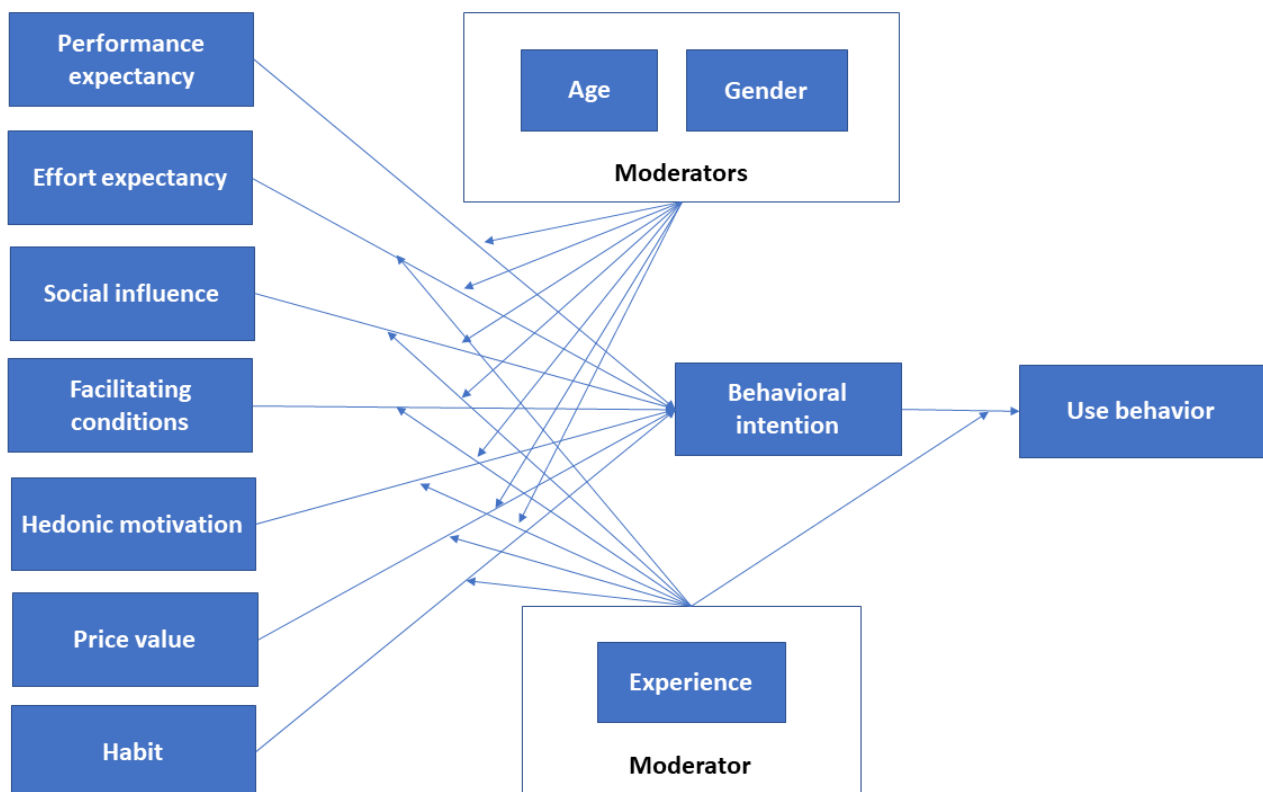 Performance
expectancy
Effort expectancy
Social influence
Facilitating
conditions
Hedonic motivation
Price value
Habit
Age
Gender
Moderators
Behavioral
intention
Use behavior
Experience
Moderator